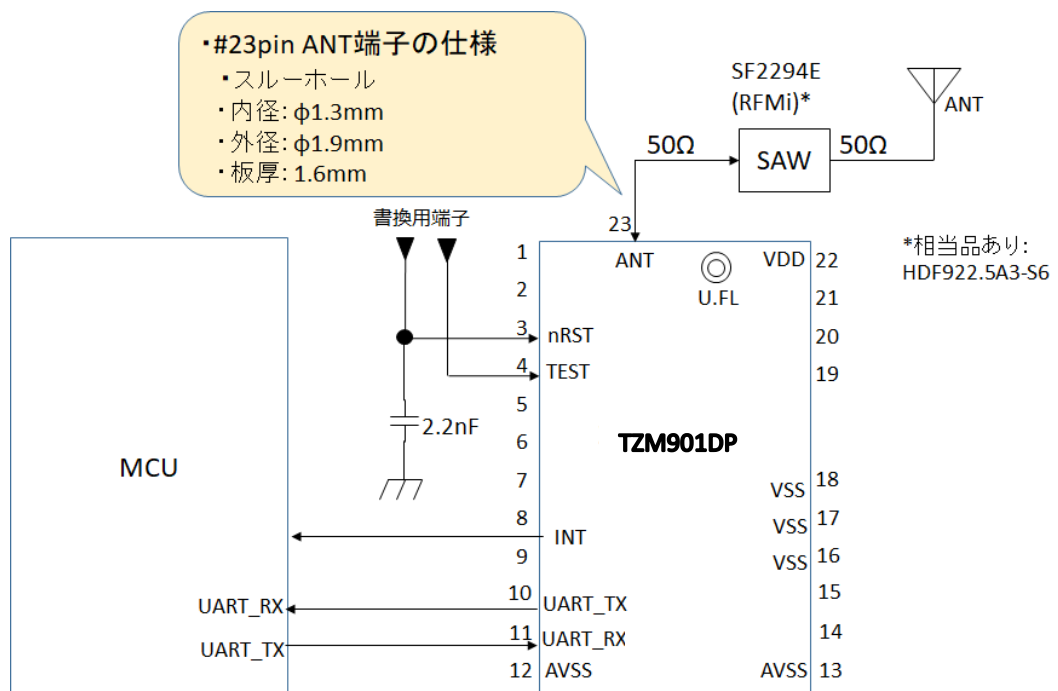 ・#23pin ANT端子の仕様
・スルーホール
・内径: φ1.3mm
・外径: φ1.9mm
・板厚: 1.6mm
SF2294E
(RFMi)*
ANT
50Ω
SAW
50Ω
*相当品あり:
HDF922.5A3-S6
書換用端子
23
ANT
U.FL
VDD
TZM901DP
1
2
3
nRST
4
TEST
5
6
7
8
INT
9
10
UART_TX
11
UART_RX
12
AVSS
22
21
20
19
VSS
18
VSS
17
VSS
16
15
14
AVSS
13
2.2nF
MCU
UART_RX
UART_TX